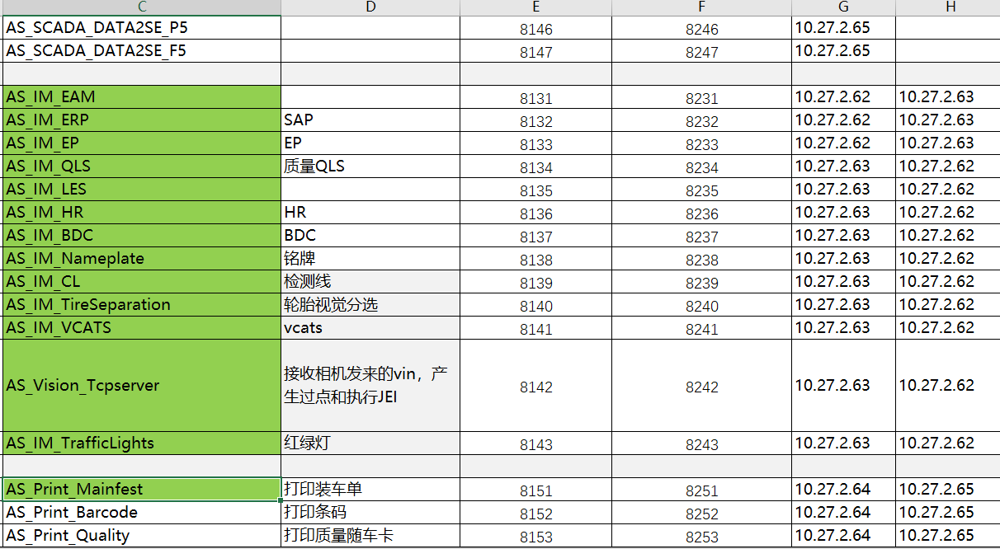 C D E F G H
AS_SCADA_DATA2SE_P5 8146 8246 10.27.2.65
AS_SCADA_DATA2SE_F5 8147 8247 10.27.2.65
AS_IM_EAM 8131 8231 10.27.2.62 10.27.2.63
AS_IM_ERP SAP 8132 8232 10.27.2.62 10.27.2.63
AS_IM_EP EP 8133 8233 10.27.2.62 10.27.2.63
AS_IM_QLS 质量QLS 8134 8234 10.27.2.63 10.27.2.62
AS_IM_LES 8135 8235 10.27.2.63 10.27.2.62
AS_IM_HR HR 8136 8236 10.27.2.63 10.27.2.62
AS_IM_BDC BDC 8137 8237 10.27.2.63 10.27.2.62
AS_IM_Nameplate 铭牌 8138 8238 10.27.2.63 10.27.2.62
AS_IM_CL 检测线 8139 8239 10.27.2.63 10.27.2.62
AS_IM_TireSeparation 轮胎视觉分选 8140 8240 10.27.2.63 10.27.2.62
AS_IM_VCATS vcats 8141 8241 10.27.2.63 10.27.2.62
AS_Vision_Tcpserver 接收相机发来的vin，产
生过点和执行JEI 8142 8242 10.27.2.63 10.27.2.62
AS_IM_TrafficLights 红绿灯 8143 8243 10.27.2.63 10.27.2.62
AS_Print_Mainfest 打印装车单 8151 8251 10.27.2.64 10.27.2.65
AS_Print_Barcode 打印条码 8152 8252 10.27.2.64 10.27.2.65
AS_Print_Quality 打印质量随车卡 8153 8253 10.27.2.64 10.27.2.65